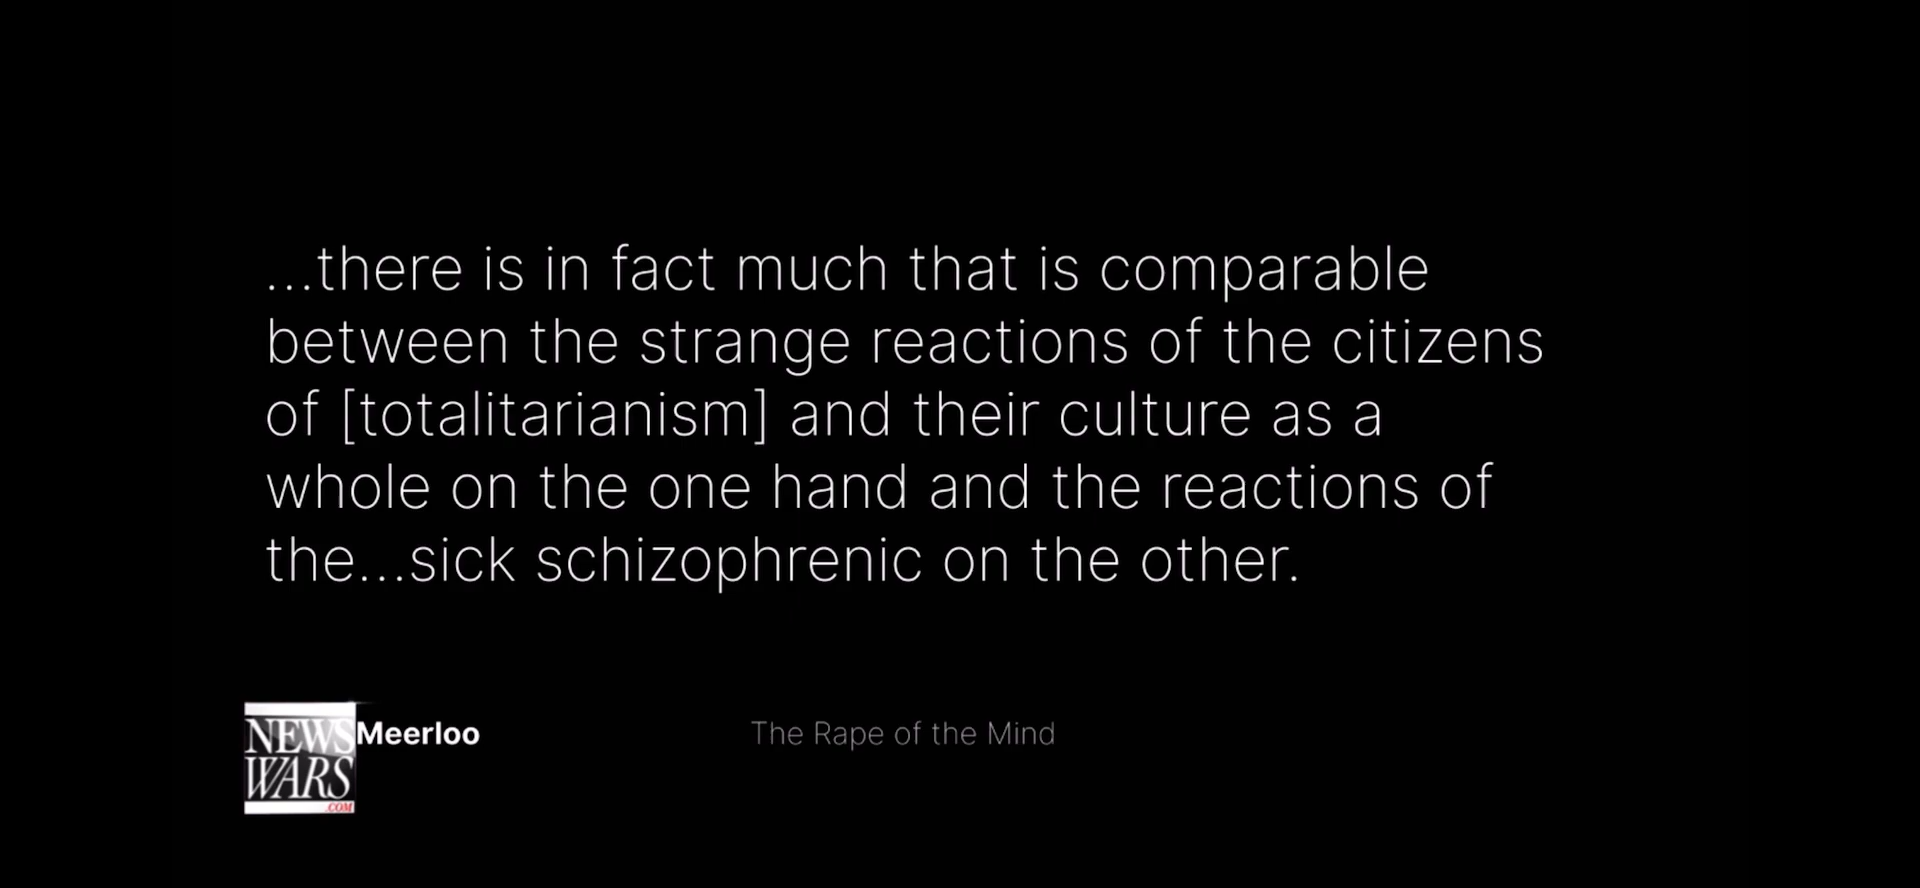 ...there is in fact much that is comparable
between the strange reactions of the citizens
of [totalitarianism] and their culture as a
whole on the one hand and the reactions of
the...sick schizophrenic on the other.
Meerloo The Rape of the Mind
NEWS
WARS
.COM